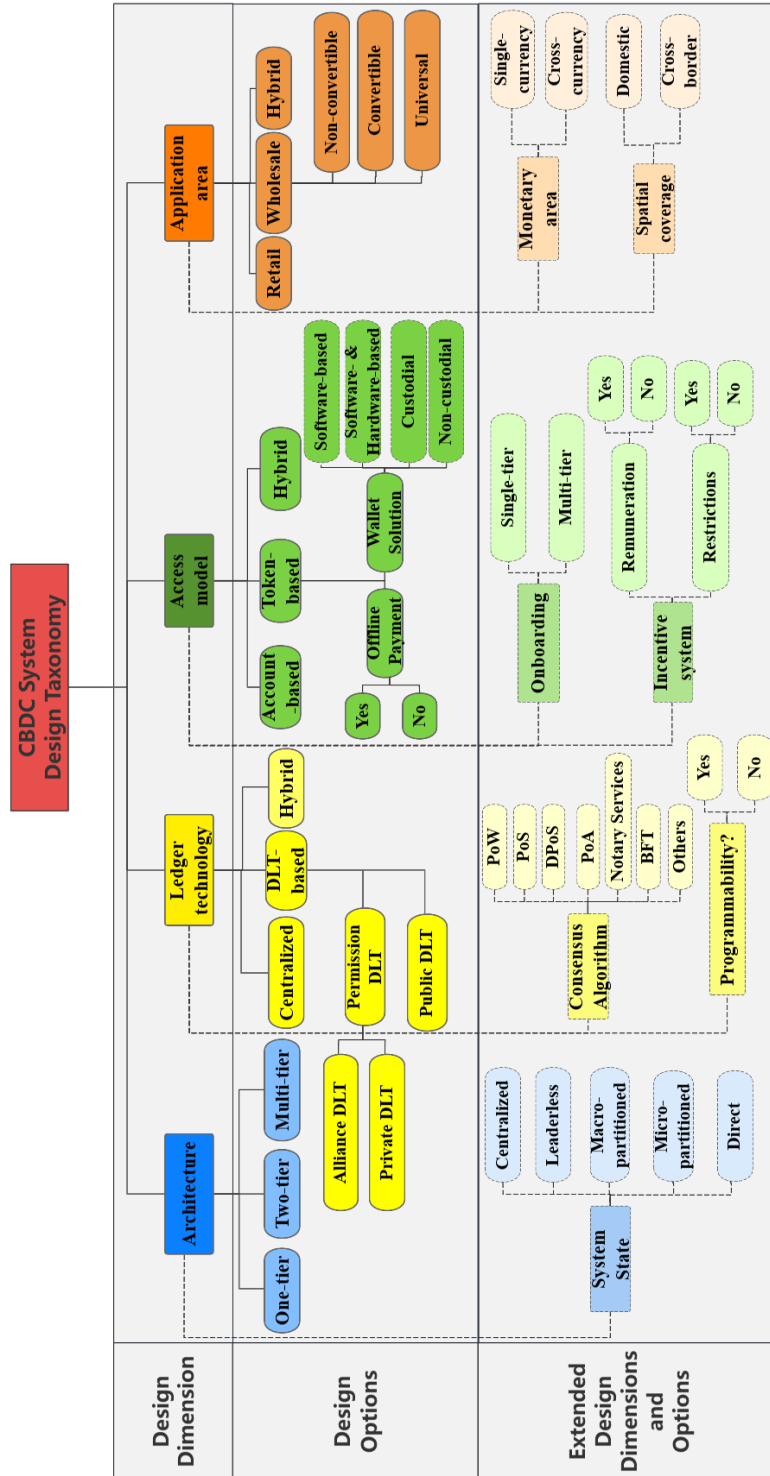 CBDC System
Design Taxonomy
Design
Dimension
Architecture
Ledger
technology
Access
model
Application
area
Design
Options
One-tier
Two-tier
Multi-tier
Centralized
DLT-
based
Hybrid
Alliance DLT
Private DLT
Permission
DLT
Public DLT
Account
-based
Token-
based
Hybrid
Offline
Payment
Yes
No
Wallet
Solution
Software-based
Software- &
Hardware-based
Custodial
Non-custodial
Retail
Wholesale
Hybrid
Non-convertible
Convertible
Universal
Extended
Design
Dimensions
and
Options
System
State
Centralized
Leaderless
Macro-
partitioned
Micro-
partitioned
Direct
Consensus
Algorithm
PoW
PoS
DPoS
PoA
Notary Services
BFT
Others
Programmability?
Yes
No
Onboarding
Single-tier
Multi-tier
Incentive
system
Remuneration
Yes
No
Restrictions
Yes
No
Monetary
area
Single-
currency
Cross-
currency
Spatial
coverage
Domestic
Cross-
border